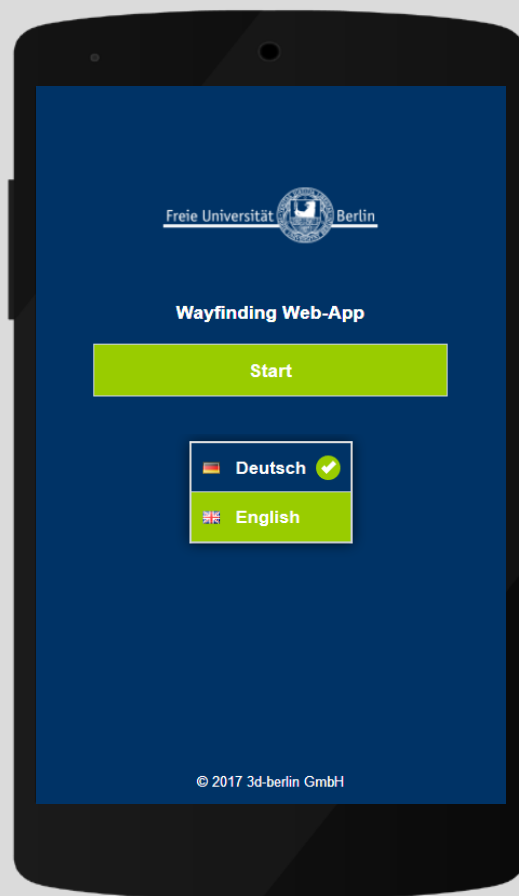 Freie Universität Berlin
Wayfinding Web-App
Start
Deutsch
English
© 2017 3d-berlin GmbH